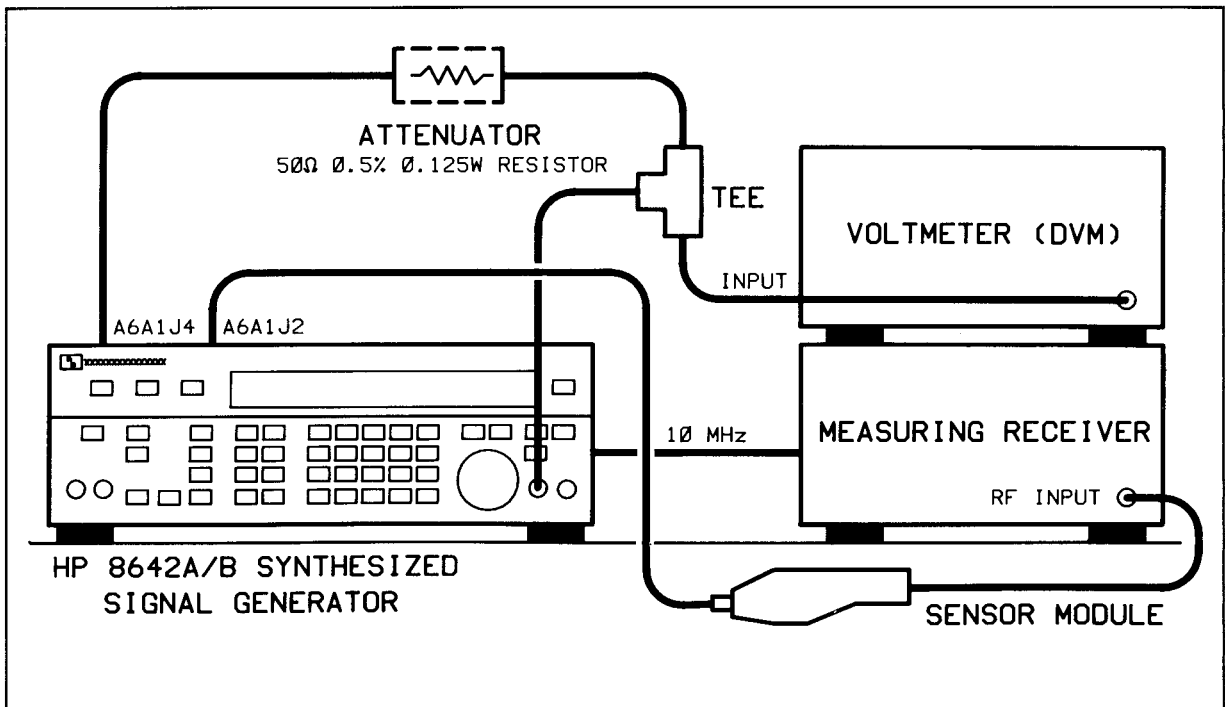 ATTENUATOR
50Ω 0.5% 0.125W RESISTOR
TEE
VOLTMETER (DVM)
INPUT
A6A1J4
A6A1J2
10 MHz
MEASURING RECEIVER
RF INPUT
HP 8642A/B SYNTHESIZED
SIGNAL GENERATOR
SENSOR MODULE